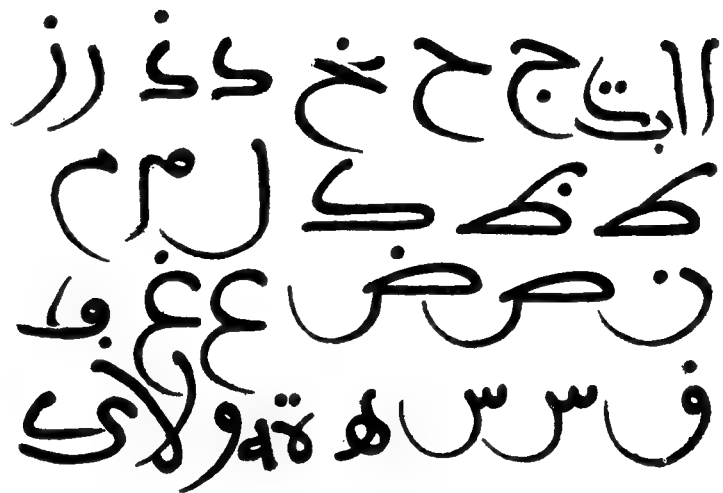 ا ا ب ت ج ح خ د ذ ر ز
ط ظ ك ل م م
ن ص ض ع غ ڢ
ڧ س س ه ة ه و لا ي